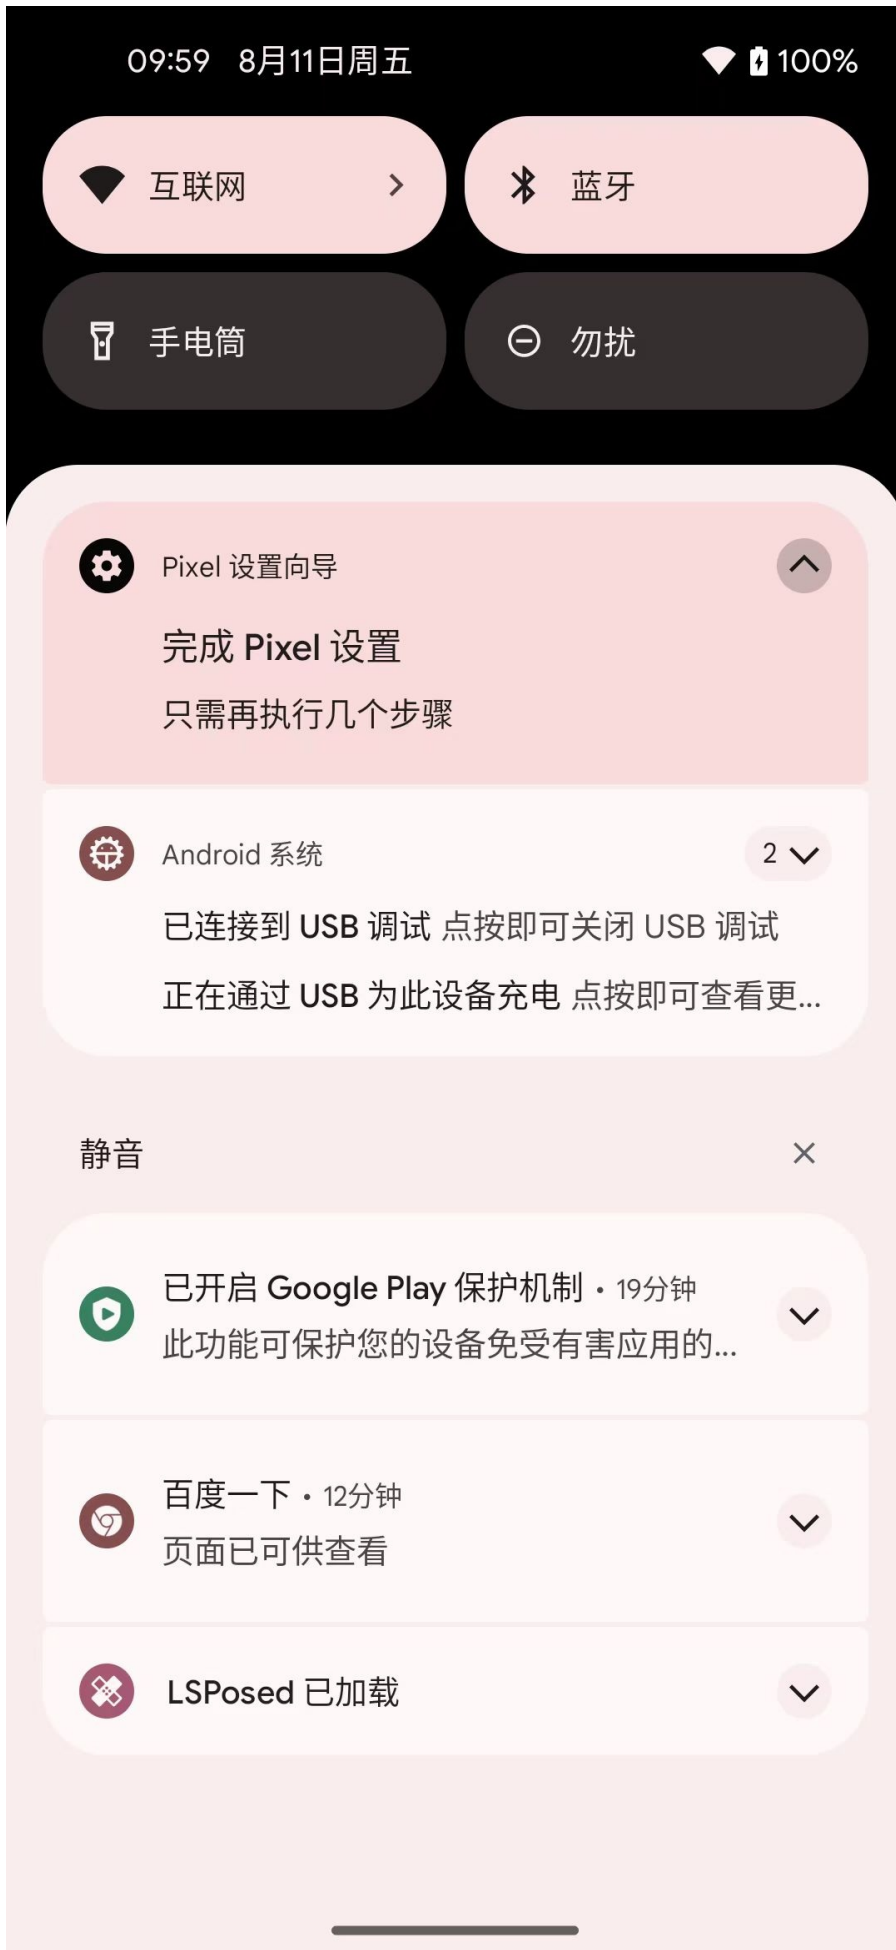 09:59 8月11日周五 100%
互联网 蓝牙
手电筒 勿扰
Pixel 设置向导
完成 Pixel 设置
只需再执行几个步骤
Android 系统 2
已连接到 USB 调试 点按即可关闭 USB 调试
正在通过 USB 为此设备充电 点按即可查看更...
静音
已开启 Google Play 保护机制 • 19分钟
此功能可保护您的设备免受有害应用的...
百度一下 • 12分钟
页面已可供查看
LSPosed 已加载